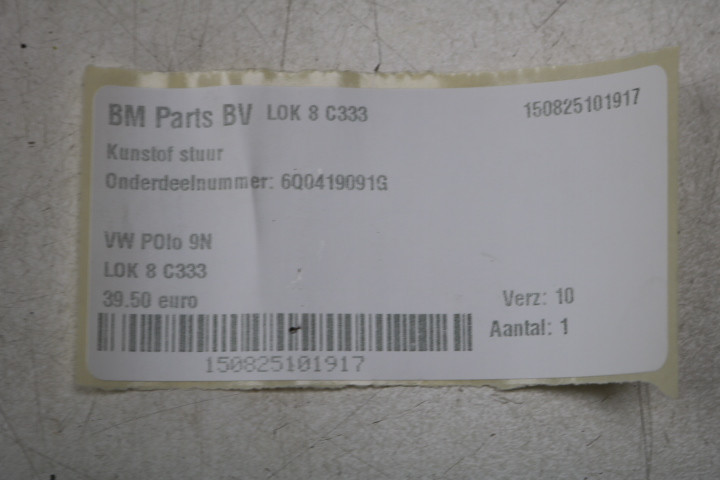 BM Parts BV LOK 8 C333 150825101917
Kunstof stuur
Onderdeelnummer: 6Q0419091G
VW POlo 9N
LOK 8 C333
39.50 euro Verz: 10
Aantal: 1
150825101917